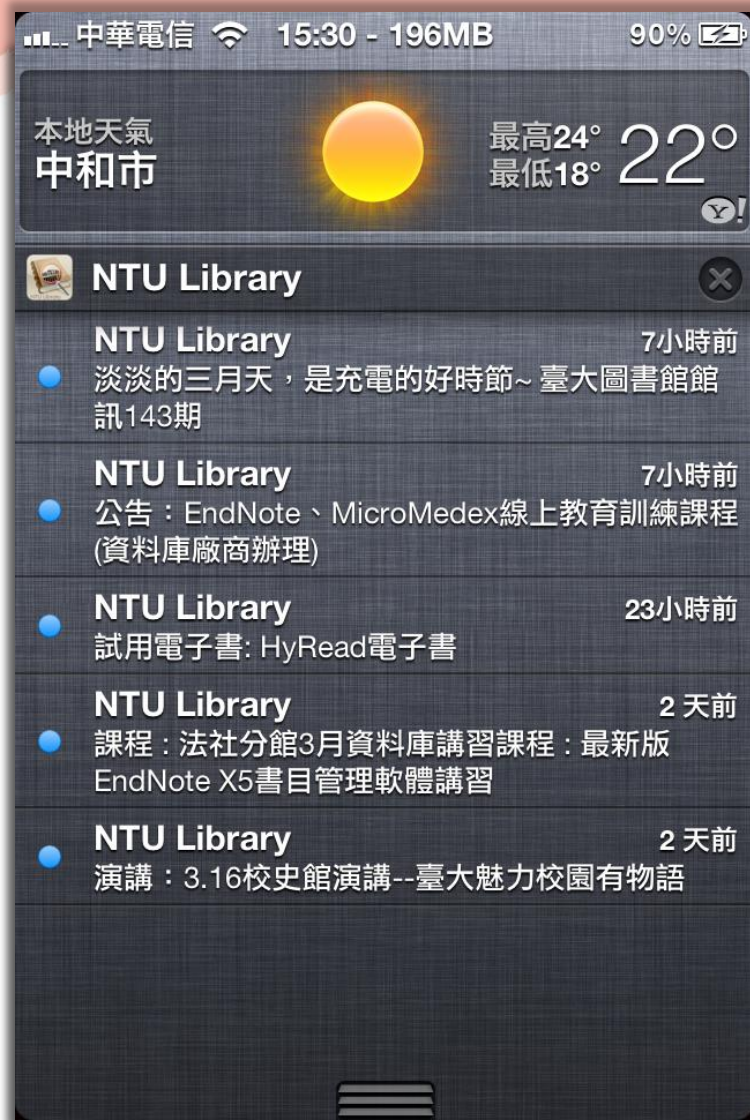 中華電信 15:30 - 196MB 90%
本地天氣
中和市
最高24°
最低18°
22°
Y!
NTU Library
NTU Library 7小時前
淡淡的三月天，是充電的好時節~ 臺大圖書館館
訊143期
NTU Library 7小時前
公告：EndNote、MicroMedex線上教育訓練課程
(資料庫廠商辦理)
NTU Library 23小時前
試用電子書: HyRead電子書
NTU Library 2 天前
課程 : 法社分館3月資料庫講習課程 : 最新版
EndNote X5書目管理軟體講習
NTU Library 2 天前
演講：3.16校史館演講--臺大魅力校園有物語